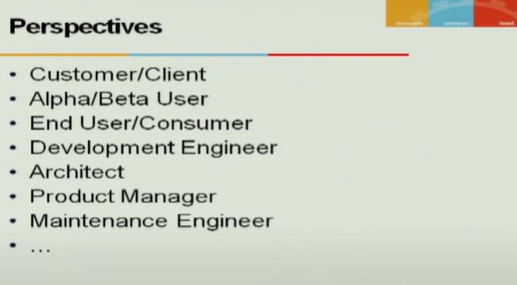 Perspectives
• Customer/Client
• Alpha/Beta User
• End User/Consumer
• Development Engineer
• Architect
• Product Manager
• Maintenance Engineer
• ...